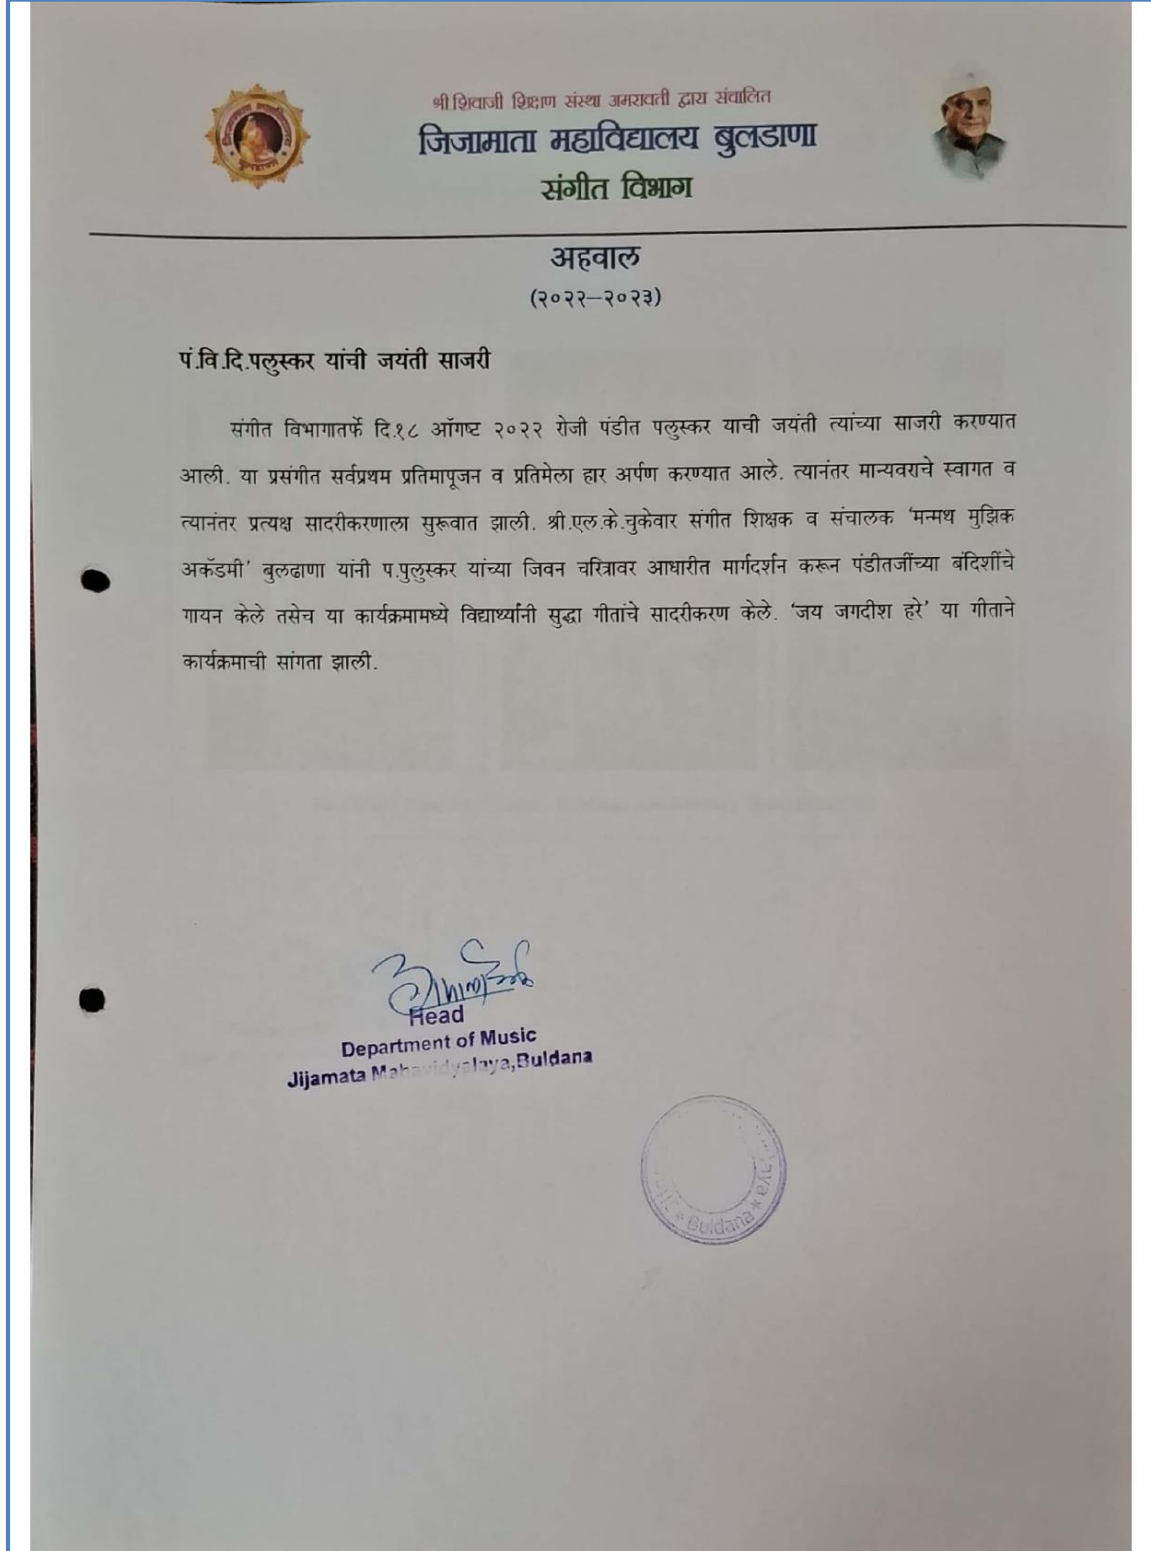 श्री शिवाजी शिक्षण संस्था अमरावती द्वारा संचालित
जिजामाता महाविद्यालय बुलडाणा
संगीत विभाग
अहवाल
(२०२२–२०२३)
पं.वि.दि.पलुस्कर यांची जयंती साजरी
संगीत विभागातर्फे दि.१८ ऑगष्ट २०२२ रोजी पंडीत पलुस्कर याची जयंती त्यांच्या साजरी करण्यात
आली. या प्रसंगीत सर्वप्रथम प्रतिमापूजन व प्रतिमेला हार अर्पण करण्यात आले. त्यानंतर मान्यवराचे स्वागत व
त्यानंतर प्रत्यक्ष सादरीकरणाला सुरूवात झाली. श्री.एल.के.चुकेवार संगीत शिक्षक व संचालक ‘मन्मथ मुझिक
अकॅडमी’ बुलढाणा यांनी प.पुलुस्कर यांच्या जिवन चरित्रावर आधारीत मार्गदर्शन करून पंडीतजींच्या बंदिशींचे
गायन केले तसेच या कार्यक्रमामध्ये विद्यार्थ्यांनी सुद्धा गीतांचे सादरीकरण केले. ‘जय जगदीश हरे’ या गीताने
कार्यक्रमाची सांगता झाली.
Head
Department of Music
Jijamata Mahavidyalaya,Buldana
* Buldana *